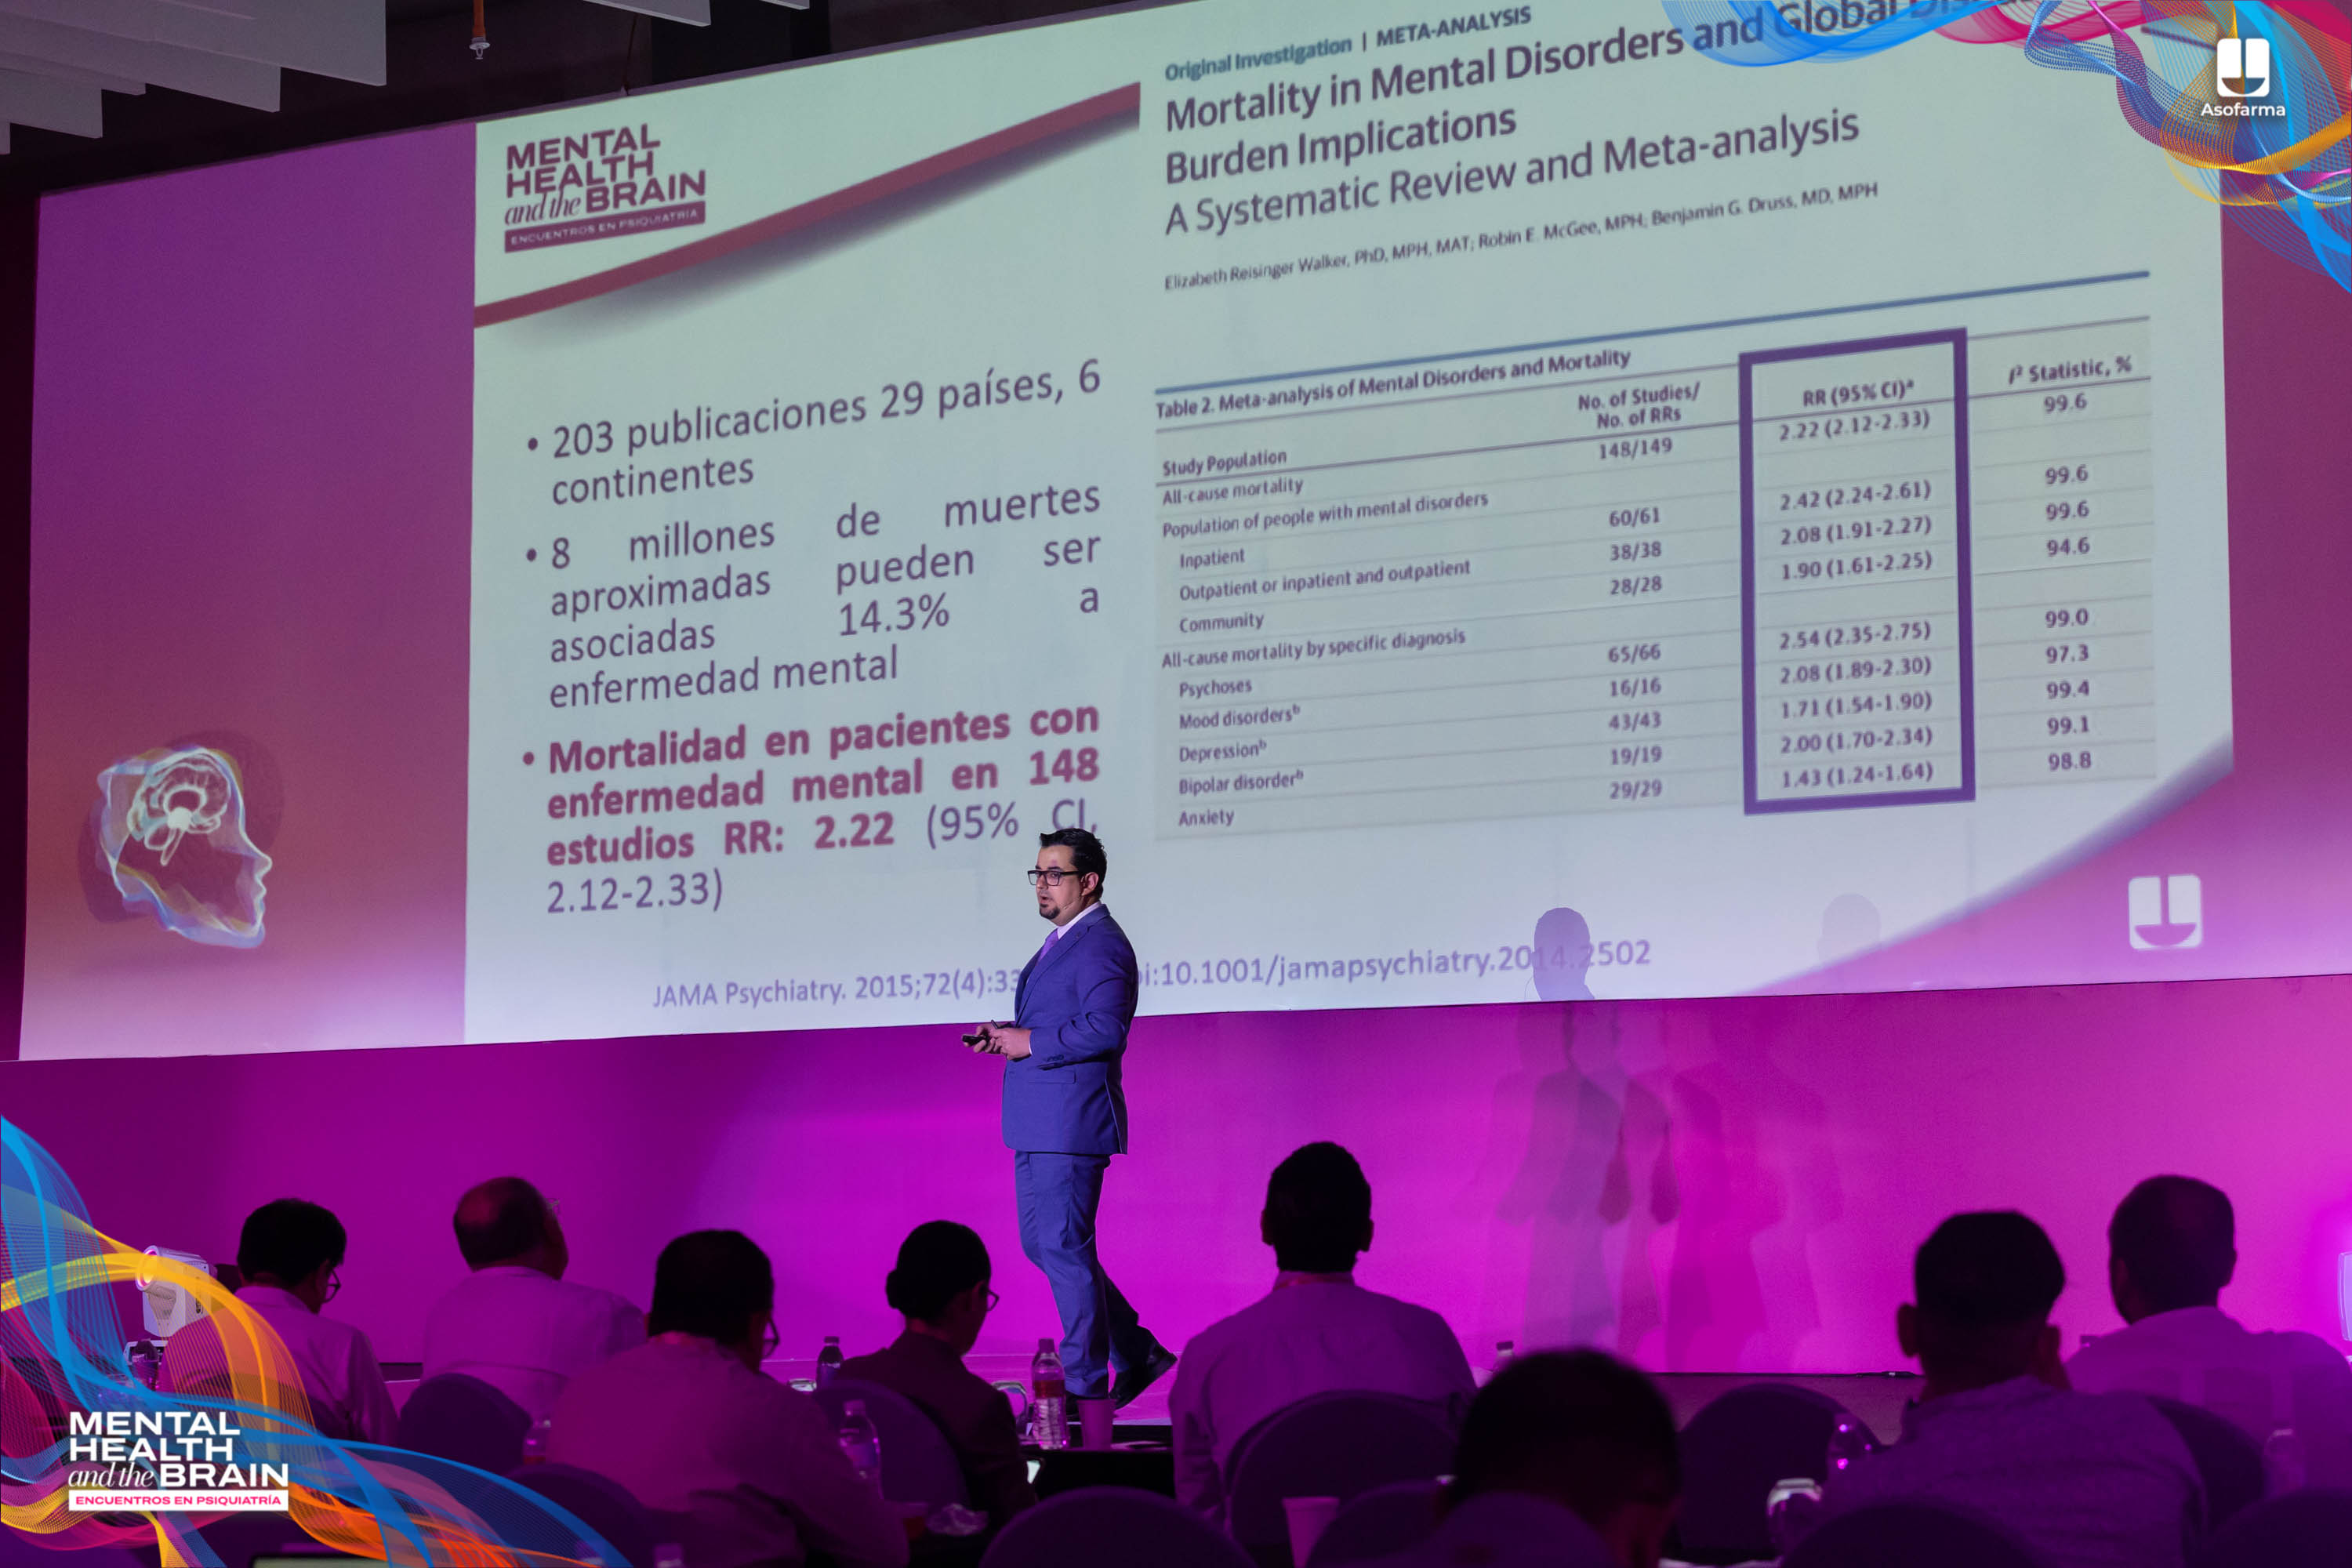 MENTAL
HEALTH
and the BRAIN
ENCUENTROS EN PSIQUIATRÍA
• 203 publicaciones 29 países, 6
continentes
• 8 millones de muertes
aproximadas pueden ser
asociadas 14.3% a
enfermedad mental
• Mortalidad en pacientes con
enfermedad mental en 148
estudios RR: 2.22 (95% CI,
2.12-2.33)
Original Investigation | META-ANALYSIS
Mortality in Mental Disorders and Global
Burden Implications
A Systematic Review and Meta-analysis
Elizabeth Reisinger Walker, PhD, MPH, MAT; Robin E. McGee, MPH; Benjamin G. Druss, MD, MPH
Table 2. Meta-analysis of Mental Disorders and Mortality
Study Population No. of Studies/ RR (95% CI)ᵃ I² Statistic, %
No. of RRs
All-cause mortality 148/149 2.22 (2.12-2.33) 99.6
Population of people with mental disorders
Inpatient 60/61 2.42 (2.24-2.61) 99.6
Outpatient or inpatient and outpatient 38/38 2.08 (1.91-2.27) 99.6
Community 28/28 1.90 (1.61-2.25) 94.6
All-cause mortality by specific diagnosis
Psychoses 65/66 2.54 (2.35-2.75) 99.0
Mood disordersᵇ 16/16 2.08 (1.89-2.30) 97.3
Depressionᵇ 43/43 1.71 (1.54-1.90) 99.4
Bipolar disorderᵇ 19/19 2.00 (1.70-2.34) 99.1
Anxiety 29/29 1.43 (1.24-1.64) 98.8
JAMA Psychiatry. 2015;72(4):33 i:10.1001/jamapsychiatry.2014.2502
Asofarma
MENTAL
HEALTH
and the BRAIN
ENCUENTROS EN PSIQUIATRÍA